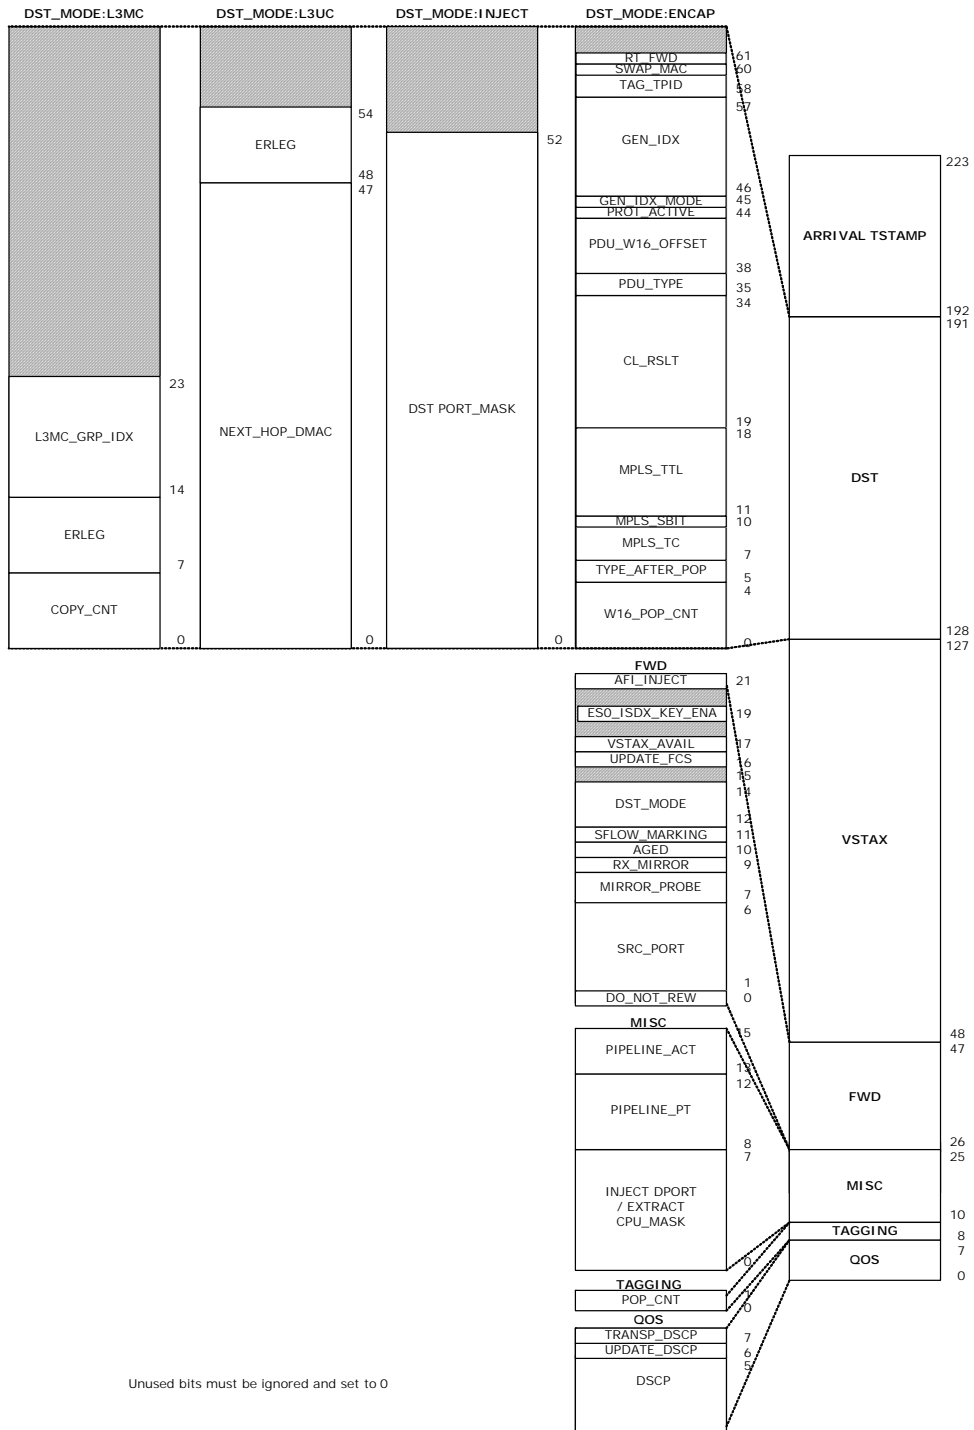 DST_MODE:L3MC
DST_MODE:L3UC
DST_MODE:INJECT
DST_MODE:ENCAP
23
L3MC_GRP_IDX
14
ERLEG
7
COPY_CNT
0
54
ERLEG
48
47
NEXT_HOP_DMAC
0
52
DST PORT_MASK
0
RT_FWD
61
SWAP_MAC
60
TAG_TPID
58
57
GEN_IDX
46
GEN_IDX_MODE
45
PROT_ACTIVE
44
PDU_W16_OFFSET
38
PDU_TYPE
35
34
CL_RSLT
19
18
MPLS_TTL
11
MPLS_SBIT
10
MPLS_TC
7
TYPE_AFTER_POP
5
4
W16_POP_CNT
0
FWD
AFI_INJECT
21
ES0_ISDX_KEY_ENA
19
VSTAX_AVAIL
17
UPDATE_FCS
16
15
14
DST_MODE
12
SFLOW_MARKING
11
AGED
10
RX_MIRROR
9
MIRROR_PROBE
7
6
SRC_PORT
1
DO_NOT_REW
0
MISC
15
PIPELINE_ACT
13
12
PIPELINE_PT
8
7
INJECT DPORT
/ EXTRACT
CPU_MASK
0
TAGGING
POP_CNT
1
0
QOS
TRANSP_DSCP
7
UPDATE_DSCP
6
5
DSCP
223
ARRIVAL TSTAMP
192
191
DST
128
127
VSTAX
48
47
FWD
26
25
MISC
10
TAGGING
8
7
QOS
0
Unused bits must be ignored and set to 0